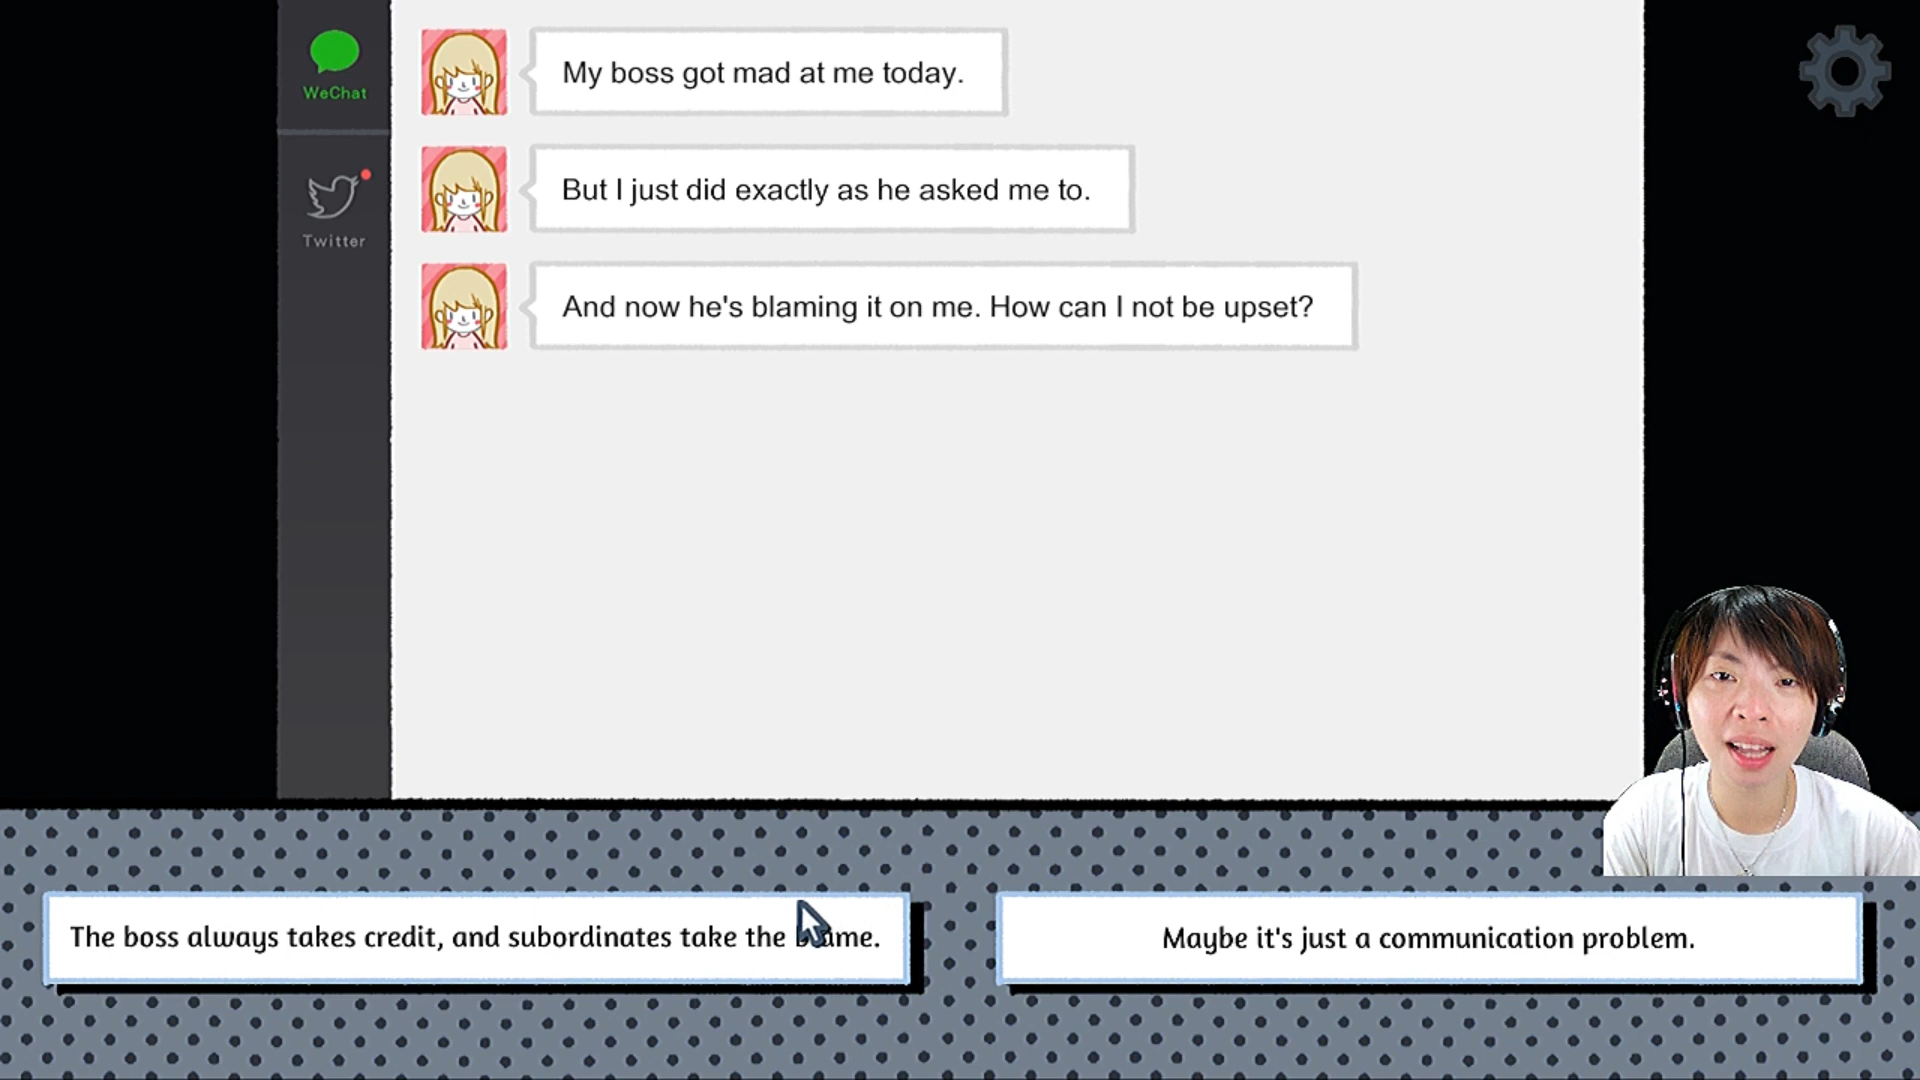 WeChat
My boss got mad at me today.
But I just did exactly as he asked me to.
Twitter
And now he's blaming it on me. How can I not be upset?
The boss always takes credit, and subordinates take the blame.
Maybe it's just a communication problem.